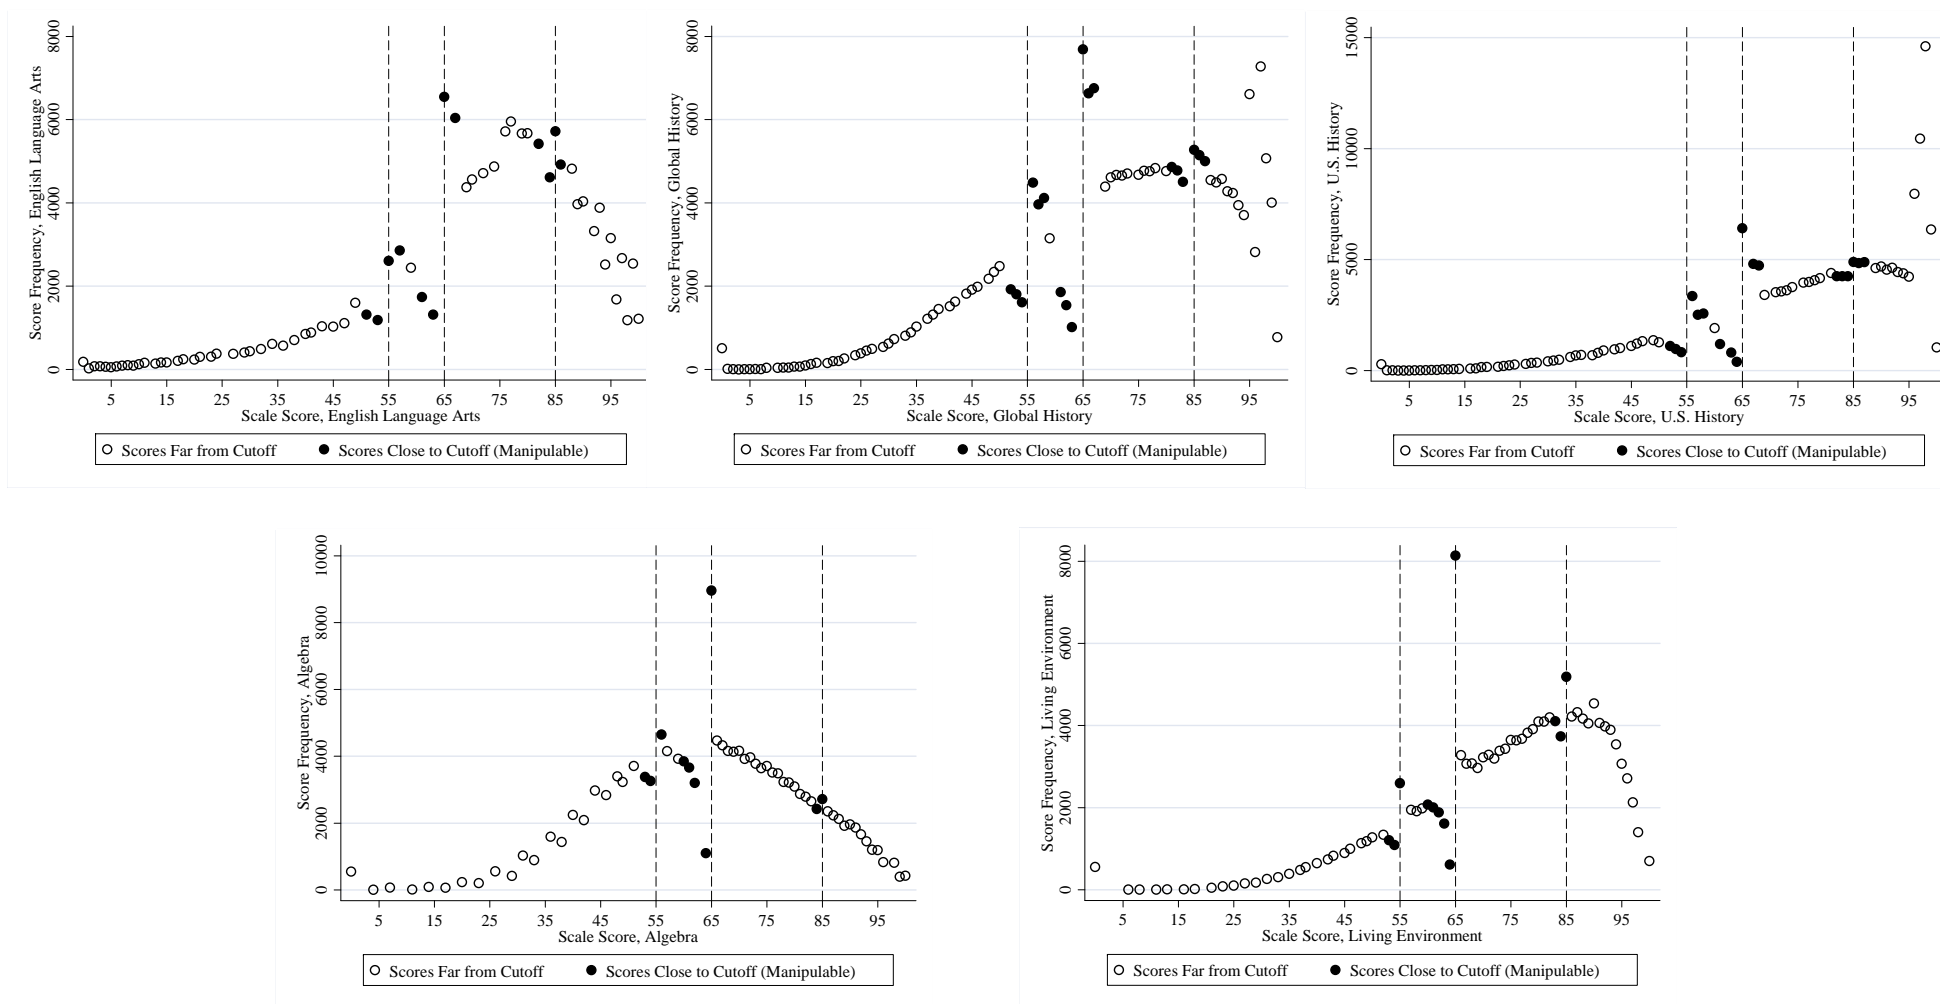 Score Frequency, English Language Arts
8000
6000
4000
2000
0
5 15 25 35 45 55 65 75 85 95
Scale Score, English Language Arts
Scores Far from Cutoff Scores Close to Cutoff (Manipulable)
Score Frequency, Global History
8000
6000
4000
2000
0
5 15 25 35 45 55 65 75 85 95
Scale Score, Global History
Scores Far from Cutoff Scores Close to Cutoff (Manipulable)
Score Frequency, U.S. History
15000
10000
5000
0
5 15 25 35 45 55 65 75 85 95
Scale Score, U.S. History
Scores Far from Cutoff Scores Close to Cutoff (Manipulable)
Score Frequency, Algebra
10000
8000
6000
4000
2000
0
5 15 25 35 45 55 65 75 85 95
Scale Score, Algebra
Scores Far from Cutoff Scores Close to Cutoff (Manipulable)
Score Frequency, Living Environment
8000
6000
4000
2000
0
5 15 25 35 45 55 65 75 85 95
Scale Score, Living Environment
Scores Far from Cutoff Scores Close to Cutoff (Manipulable)